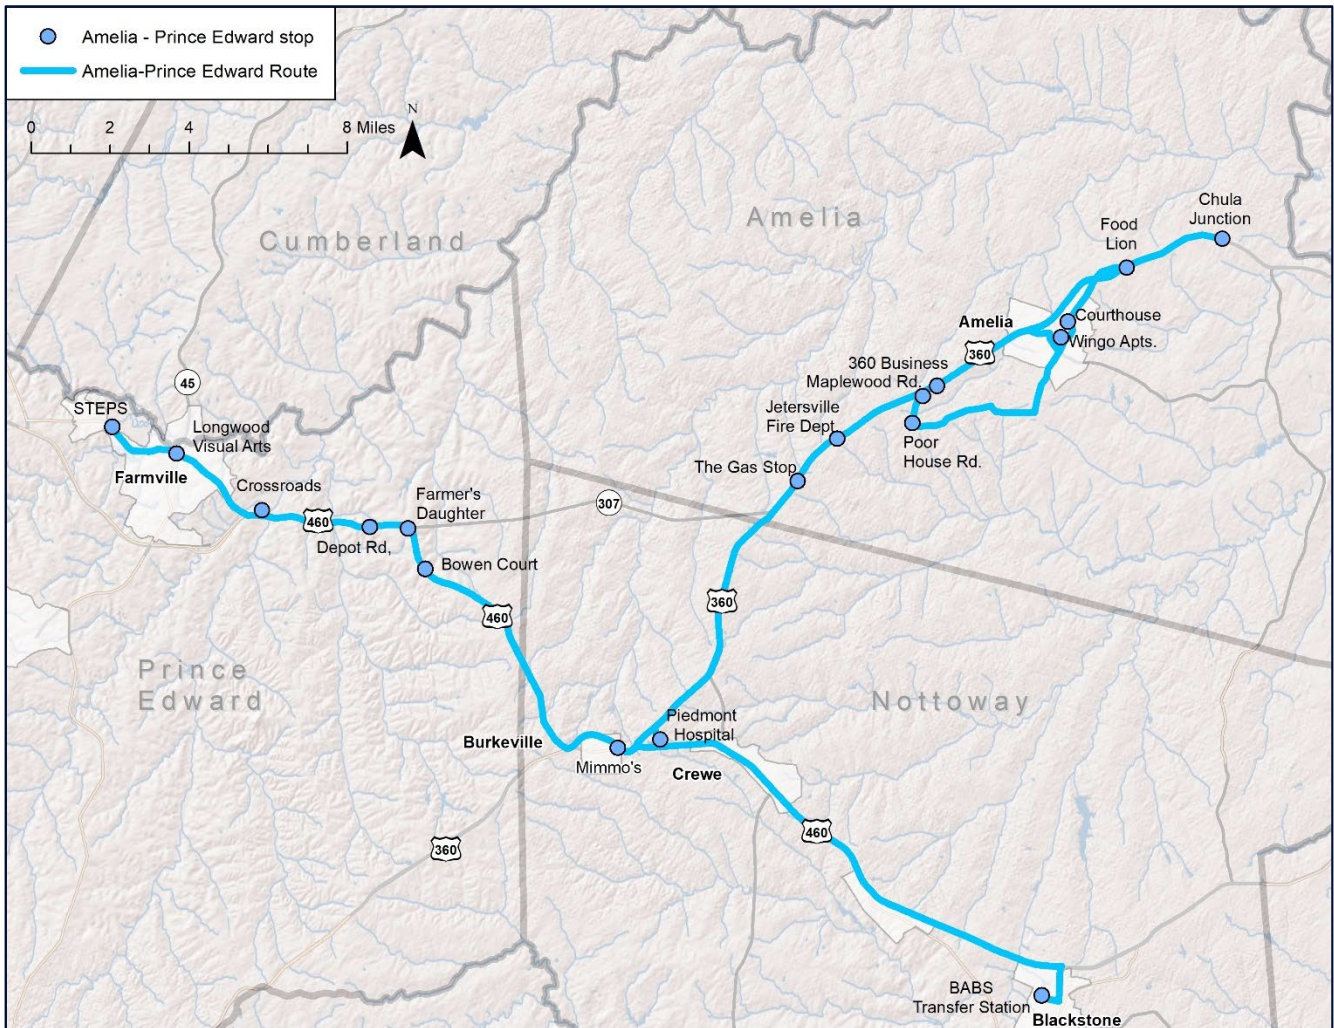 Amelia - Prince Edward stop
Amelia-Prince Edward Route
0 2 4 8 Miles
N
Cumberland
Amelia
Chula
Junction
Food
Lion
Amelia
Courthouse
Wingo Apts.
360
360 Business
Maplewood Rd.
Jetersville
Fire Dept.
Poor
House Rd.
The Gas Stop
45
STEPS
Longwood
Visual Arts
Farmville
Crossroads
460
Depot Rd,
Farmer's
Daughter
307
Bowen Court
460
360
Prince
Edward
Nottoway
Burkeville
Piedmont
Hospital
Mimmo's
Crewe
360
460
BABS
Transfer Station
Blackstone